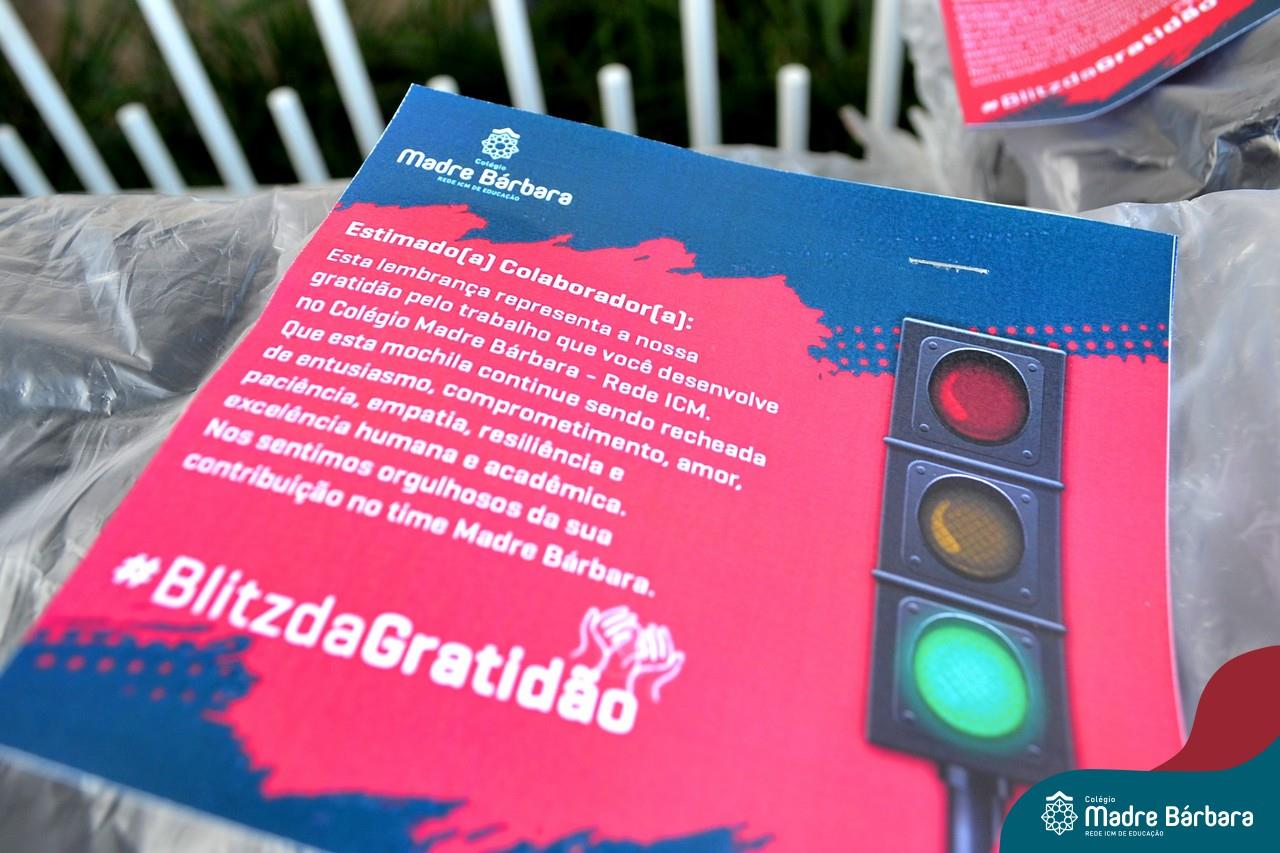 #BlitzdaGratidão
Colégio
Madre Bárbara
REDE ICM DE EDUCAÇÃO
Estimado(a) Colaborador(a):
Esta lembrança representa a nossa
gratidão pelo trabalho que você desenvolve
no Colégio Madre Bárbara - Rede ICM.
Que esta mochila continue sendo recheada
de entusiasmo, comprometimento, amor,
paciência, empatia, resiliência e
excelência humana e acadêmica.
Nos sentimos orgulhosos da sua
contribuição no time Madre Bárbara.
#BlitzdaGratidão
Colégio
Madre Bárbara
REDE ICM DE EDUCAÇÃO